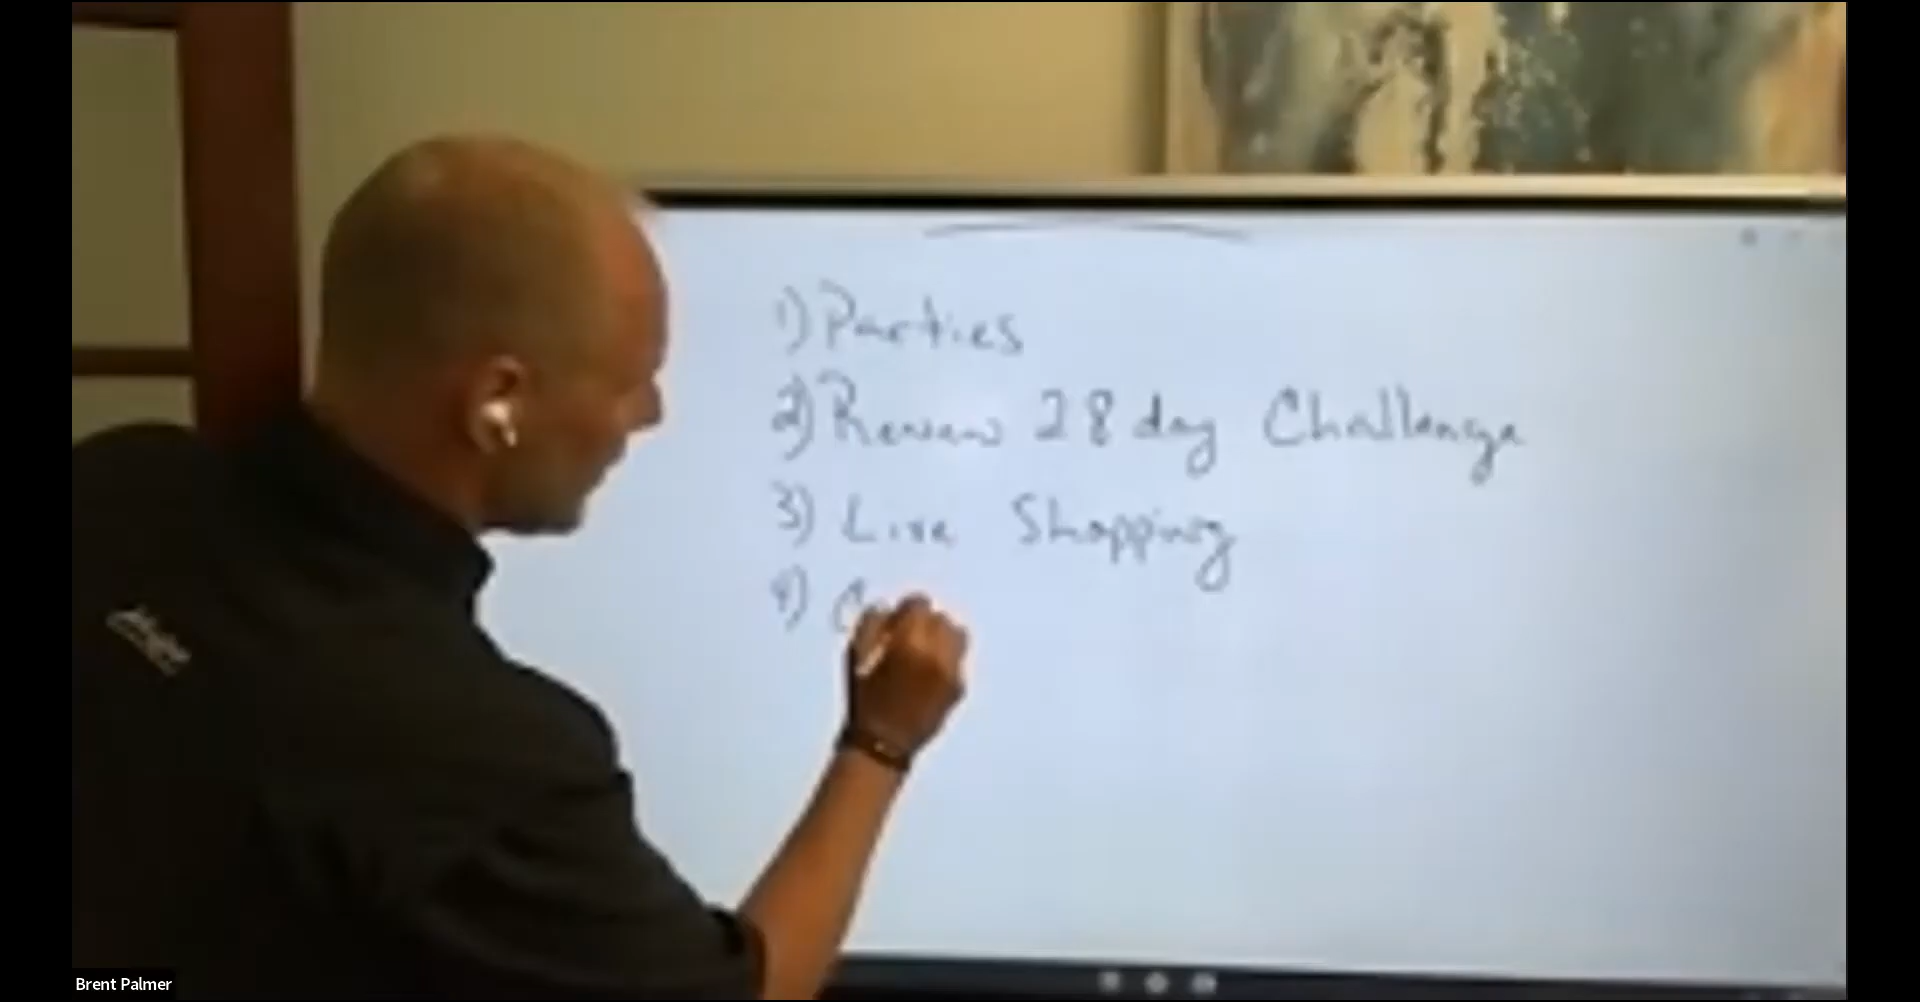 1) Parties
2) Review 28 day Challenge
3) Live Shopping
4) C
Brent Palmer